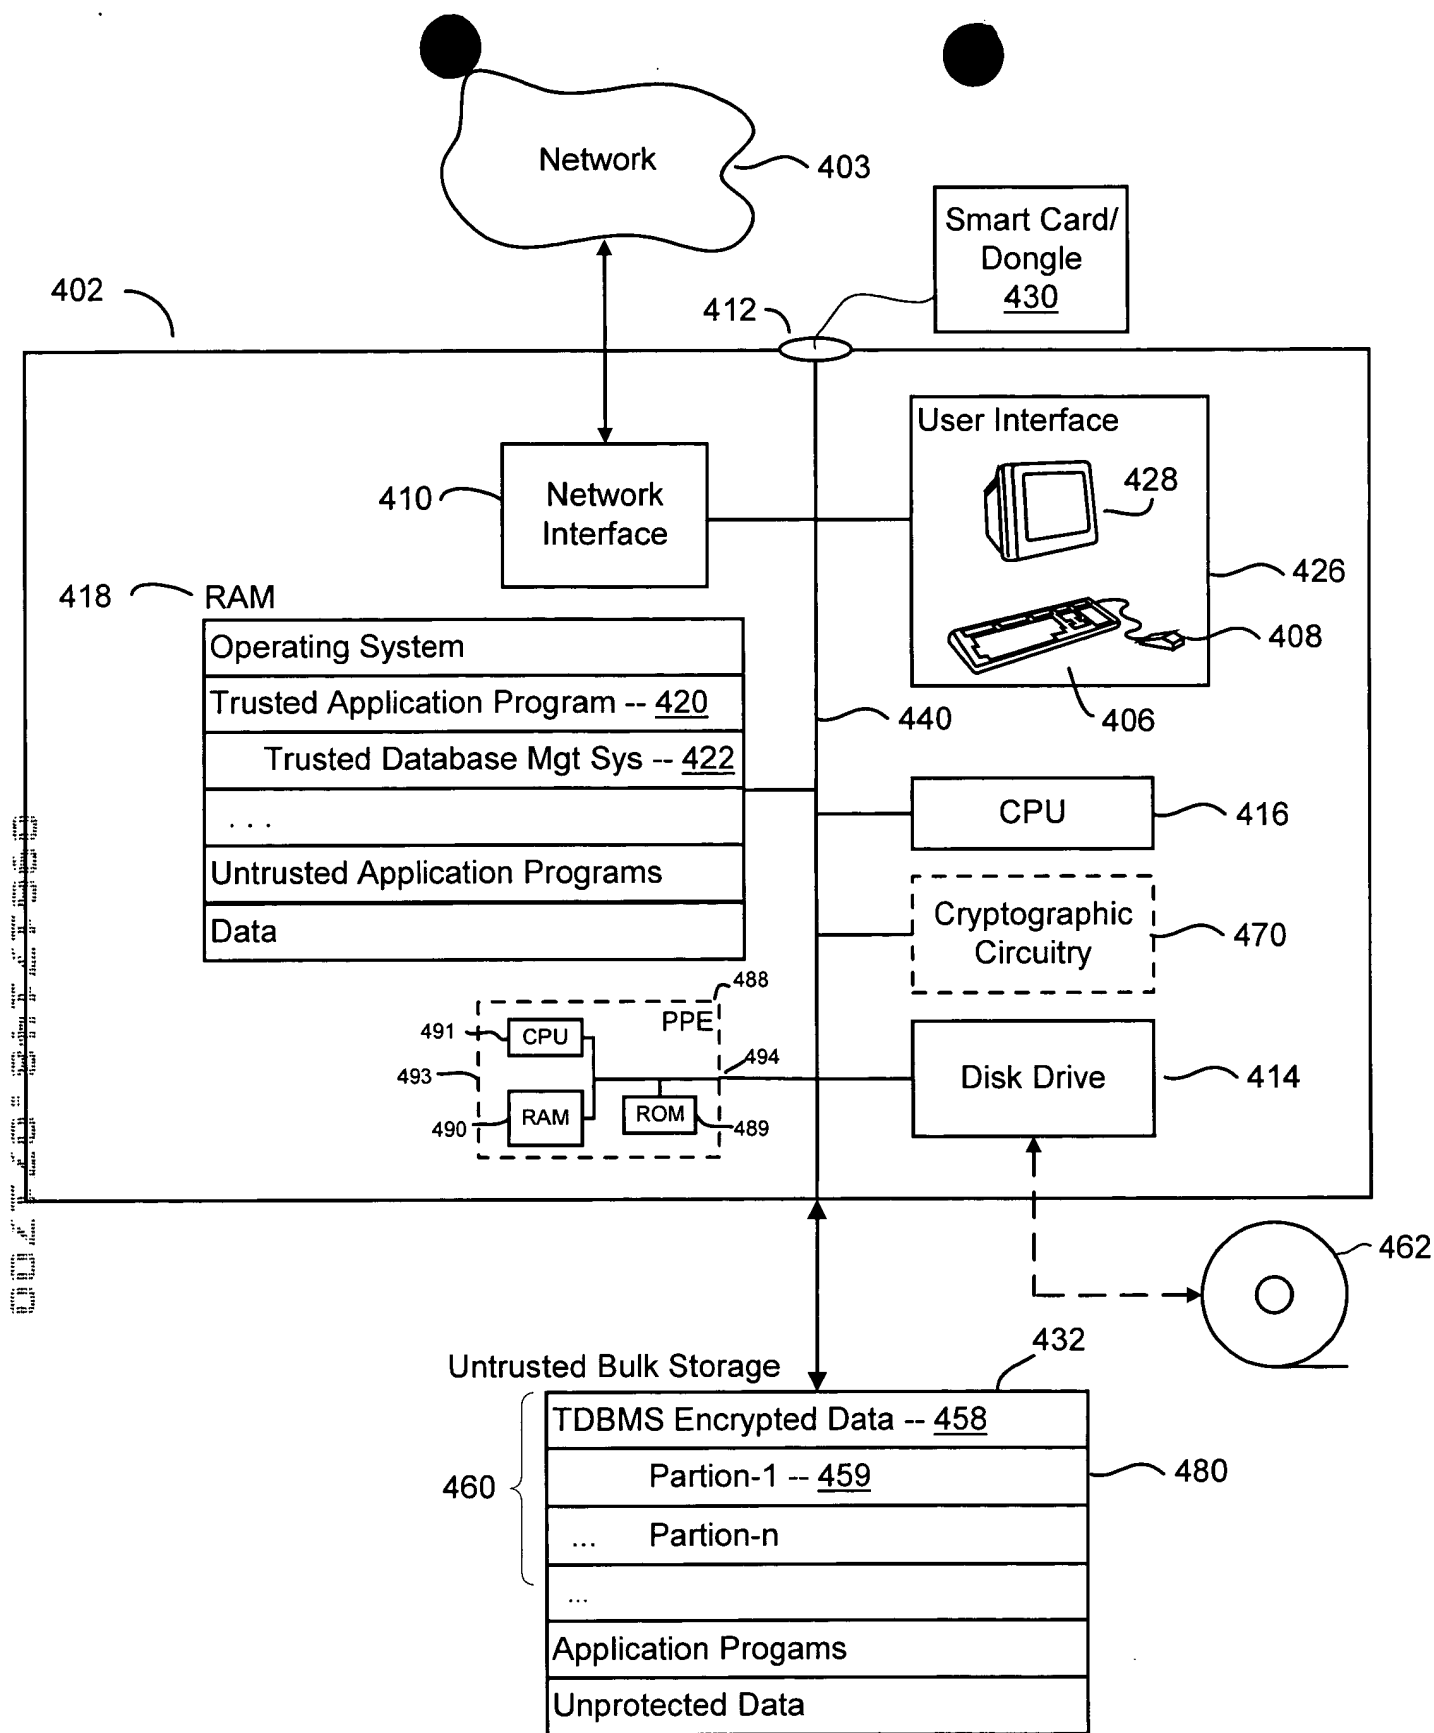 Network
403
Smart Card/
Dongle
430
402
412
User Interface
428
410
Network
Interface
426
418
RAM
408
406
Operating System
Trusted Application Program -- 420
440
Trusted Database Mgt Sys -- 422
. . .
CPU
416
Untrusted Application Programs
Data
Cryptographic
Circuitry
470
488
PPE
491
CPU
494
493
Disk Drive
414
490
RAM
ROM
489
462
Untrusted Bulk Storage
432
TDBMS Encrypted Data -- 458
460
Partion-1 -- 459
480
... Partion-n
...
Application Progams
Unprotected Data